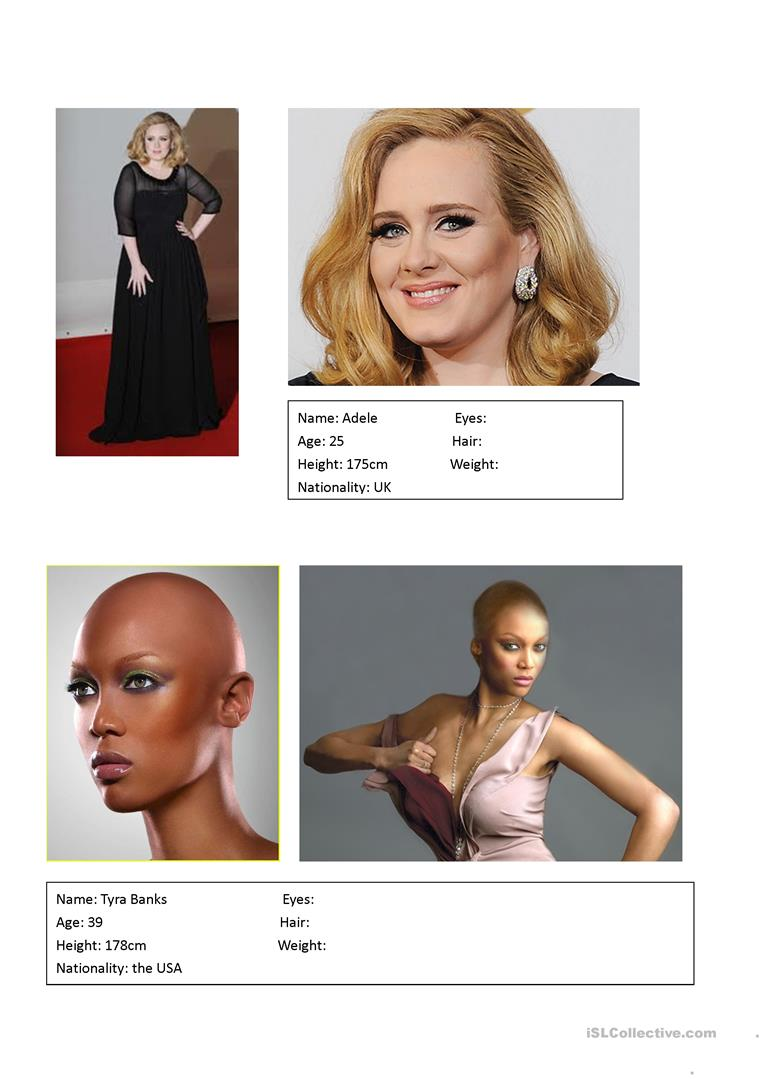 Name: Adele Eyes:
Age: 25 Hair:
Height: 175cm Weight:
Nationality: UK
Name: Tyra Banks Eyes:
Age: 39 Hair:
Height: 178cm Weight:
Nationality: the USA
iSLCollective.com